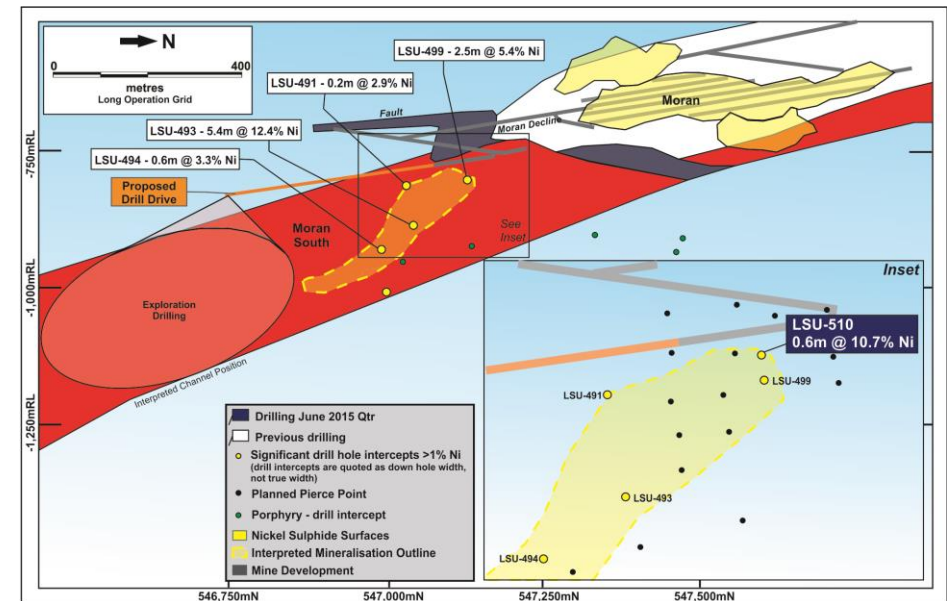 N
0
400
metres
Long Operation Grid
LSU-499 - 2.5m @ 5.4% Ni
LSU-491 - 0.2m @ 2.9% Ni
LSU-493 - 5.4m @ 12.4% Ni
LSU-494 - 0.6m @ 3.3% Ni
Fault
Moran Decline
Moran
Proposed
Drill Drive
Moran
South
See
Inset
Exploration
Drilling
Interpreted Channel Position
-750mRL
-1,000mRL
-1,250mRL
Inset
LSU-510
0.6m @ 10.7% Ni
LSU-499
LSU-491
LSU-493
LSU-494
Drilling June 2015 Qtr
Previous drilling
Significant drill hole intercepts >1% Ni
(drill intercepts are quoted as down hole width,
not true width)
Planned Pierce Point
Porphyry - drill intercept
Nickel Sulphide Surfaces
Interpreted Mineralisation Outline
Mine Development
546,750mN
547,000mN
547,250mN
547,500mN